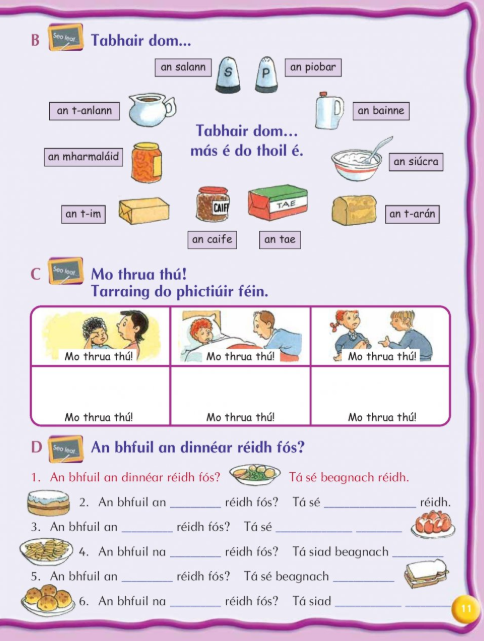 B Seo leat Tabhair dom...
an salann S P an piobar
an t-anlann an bainne
Tabhair dom...
más é do thoil é.
an mharmaláid an siúcra
an t-im CAIFE TAE an t-arán
an caife an tae
C Seo leat Mo thrua thú!
Tarraing do phictiúir féin.
Mo thrua thú! Mo thrua thú! Mo thrua thú!
Mo thrua thú! Mo thrua thú! Mo thrua thú!
D Seo leat An bhfuil an dinnéar réidh fós?
1. An bhfuil an dinnéar réidh fós? Tá sé beagnach réidh.
2. An bhfuil an ________ réidh fós? Tá sé ______________ réidh.
3. An bhfuil an ________ réidh fós? Tá sé ____________ ________
4. An bhfuil na ________ réidh fós? Tá siad beagnach ________
5. An bhfuil an ________ réidh fós? Tá sé beagnach __________
6. An bhfuil na ________ réidh fós? Tá siad __________ ________
11